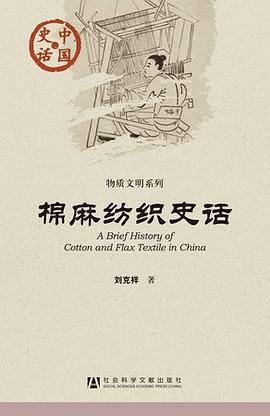 中国
史话
物质文明系列
棉麻纺织史话
A Brief History of
Cotton and Flax Textile in China
刘克祥 著
社会科学文献出版社
SOCIAL SCIENCES ACADEMIC PRESS (CHINA)